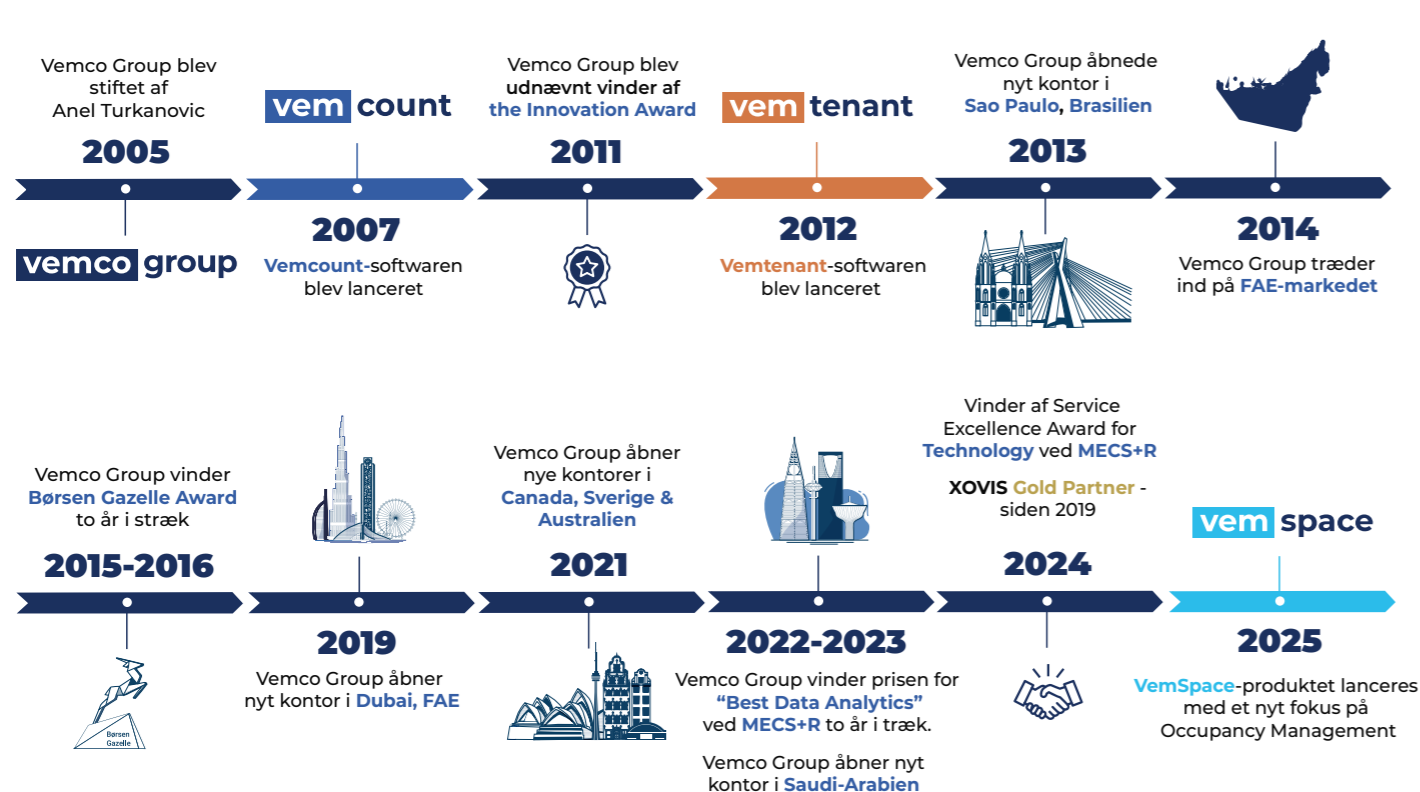 Vemco Group blev
stiftet af
Anel Turkanovic
2005
vemco group
vem count
2007
Vemcount-softwaren
blev lanceret
Vemco Group blev
udnævnt vinder af
the Innovation Award
2011
vem tenant
2012
Vemtenant-softwaren
blev lanceret
Vemco Group åbnede
nyt kontor i
Sao Paulo, Brasilien
2013
2014
Vemco Group træder
ind på FAE-markedet
Vemco Group vinder
Børsen Gazelle Award
to år i stræk
2015-2016
Børsen
Gazelle
2019
Vemco Group åbner
nyt kontor i Dubai, FAE
Vemco Group åbner
nye kontorer i
Canada, Sverige &
Australien
2021
2022-2023
Vemco Group vinder prisen for
“Best Data Analytics”
ved MECS+R to år i træk.
Vemco Group åbner nyt
kontor i Saudi-Arabien
Vinder af Service
Excellence Award for
Technology ved MECS+R
XOVIS Gold Partner -
siden 2019
2024
vem space
2025
VemSpace-produktet lanceres
med et nyt fokus på
Occupancy Management